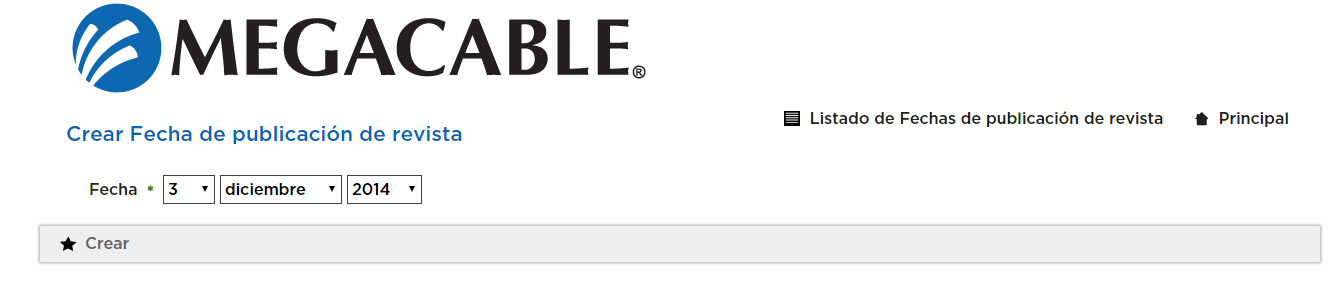 MEGACABLE®
Crear Fecha de publicación de revista
Listado de Fechas de publicación de revista Principal
Fecha * 3 diciembre 2014
Crear